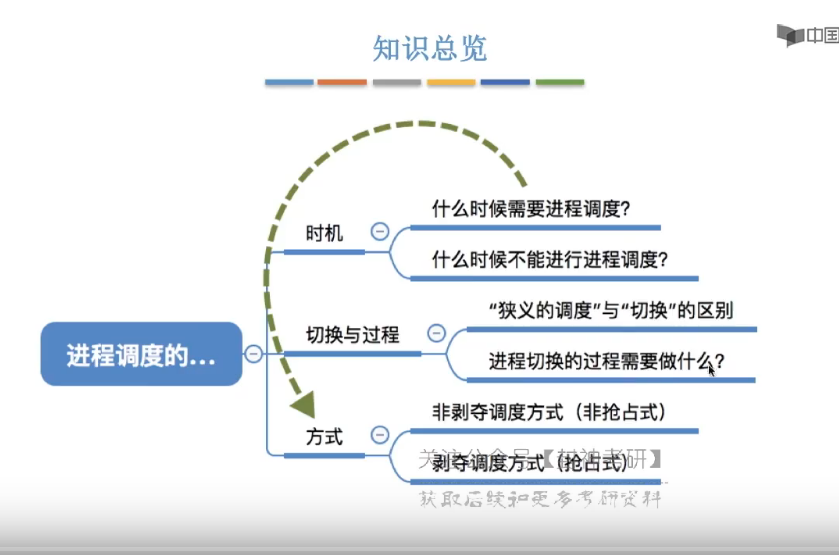 知识总览
中国
什么时候需要进程调度?
时机
什么时候不能进行进程调度?
“狭义的调度”与“切换”的区别
切换与过程
进程调度的...
进程切换的过程需要做什么?
非剥夺调度方式（非抢占式）
方式
剥夺调度方式（抢占式）
关注公众号【
考研】
获取后续和更多考研资料